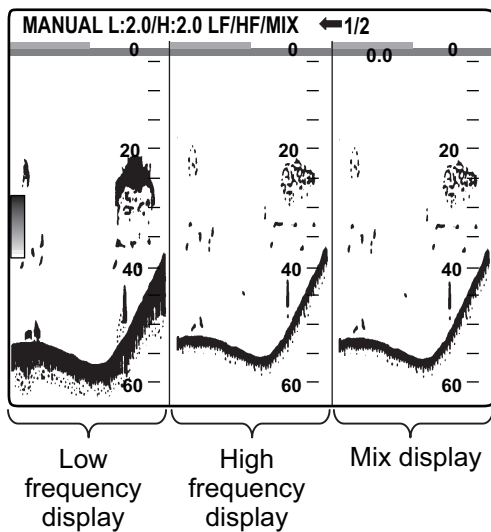 MANUAL L:2.0/H:2.0 LF/HF/MIX ⬅1/2
0 0 0.0 0
20 20 20
40 40 40
60 60 60
Low frequency display
High frequency display
Mix display